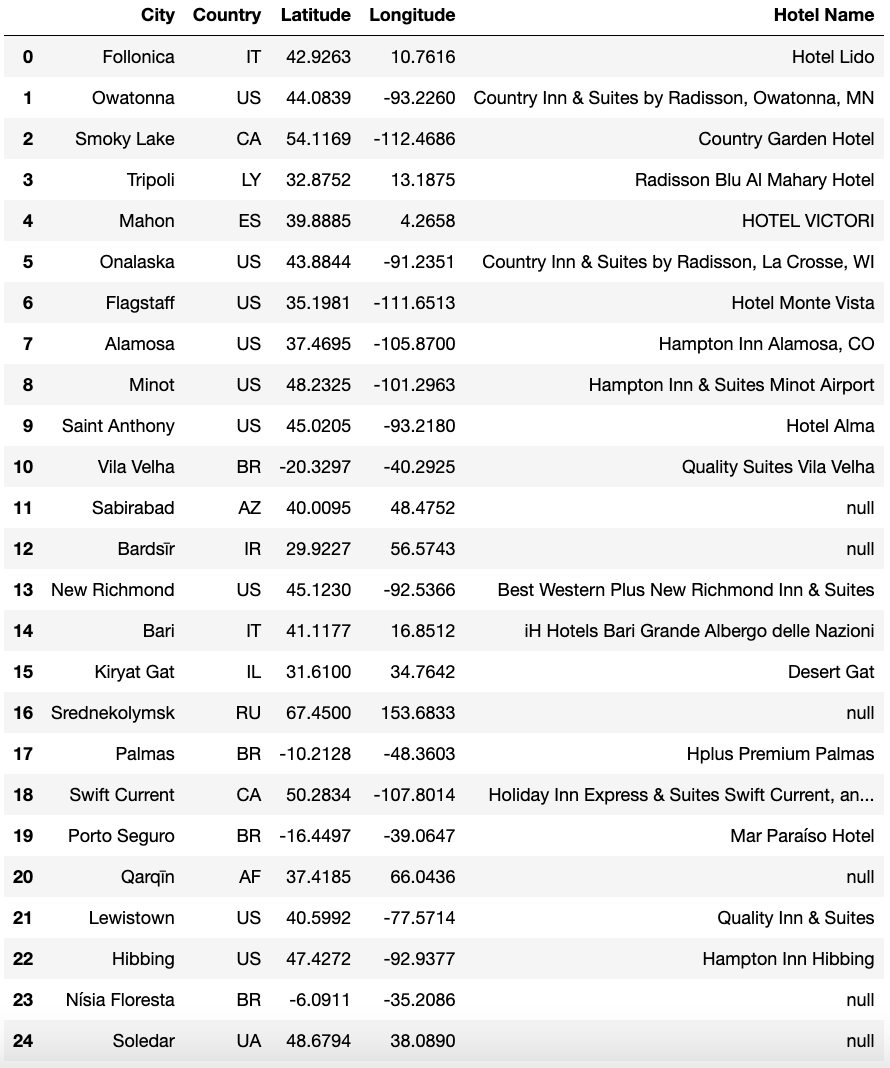 City Country Latitude Longitude Hotel Name
0 Follonica IT 42.9263 10.7616 Hotel Lido
1 Owatonna US 44.0839 -93.2260 Country Inn & Suites by Radisson, Owatonna, MN
2 Smoky Lake CA 54.1169 -112.4686 Country Garden Hotel
3 Tripoli LY 32.8752 13.1875 Radisson Blu Al Mahary Hotel
4 Mahon ES 39.8885 4.2658 HOTEL VICTORI
5 Onalaska US 43.8844 -91.2351 Country Inn & Suites by Radisson, La Crosse, WI
6 Flagstaff US 35.1981 -111.6513 Hotel Monte Vista
7 Alamosa US 37.4695 -105.8700 Hampton Inn Alamosa, CO
8 Minot US 48.2325 -101.2963 Hampton Inn & Suites Minot Airport
9 Saint Anthony US 45.0205 -93.2180 Hotel Alma
10 Vila Velha BR -20.3297 -40.2925 Quality Suites Vila Velha
11 Sabirabad AZ 40.0095 48.4752 null
12 Bardsīr IR 29.9227 56.5743 null
13 New Richmond US 45.1230 -92.5366 Best Western Plus New Richmond Inn & Suites
14 Bari IT 41.1177 16.8512 iH Hotels Bari Grande Albergo delle Nazioni
15 Kiryat Gat IL 31.6100 34.7642 Desert Gat
16 Srednekolymsk RU 67.4500 153.6833 null
17 Palmas BR -10.2128 -48.3603 Hplus Premium Palmas
18 Swift Current CA 50.2834 -107.8014 Holiday Inn Express & Suites Swift Current, an...
19 Porto Seguro BR -16.4497 -39.0647 Mar Paraíso Hotel
20 Qarqīn AF 37.4185 66.0436 null
21 Lewistown US 40.5992 -77.5714 Quality Inn & Suites
22 Hibbing US 47.4272 -92.9377 Hampton Inn Hibbing
23 Nísia Floresta BR -6.0911 -35.2086 null
24 Soledar UA 48.6794 38.0890 null